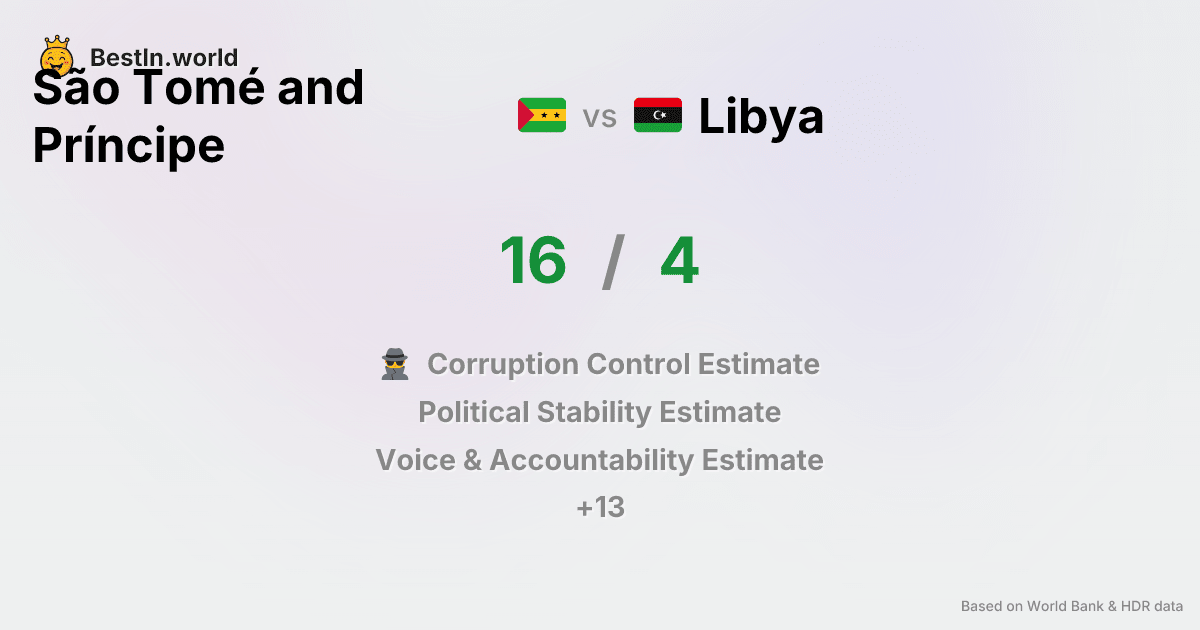 BestIn.world
São Tomé and
Príncipe
vs Libya
16 / 4
Corruption Control Estimate
Political Stability Estimate
Voice & Accountability Estimate
+13
Based on World Bank & HDR data